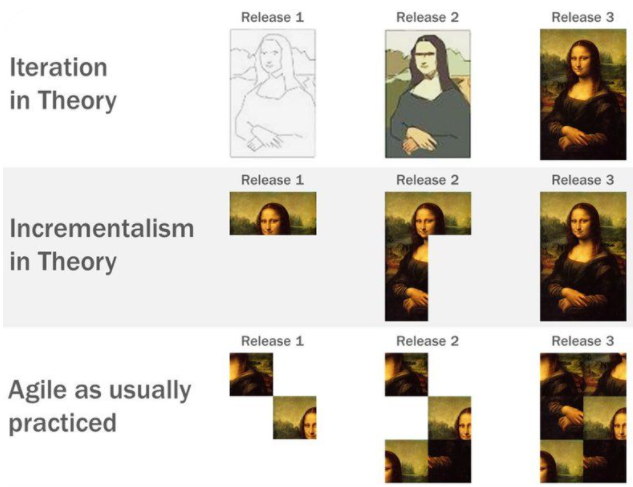 Release 1
Release 2
Release 3
Iteration
in Theory
Release 1
Release 2
Release 3
Incrementalism
in Theory
Release 1
Release 2
Release 3
Agile as usually
practiced